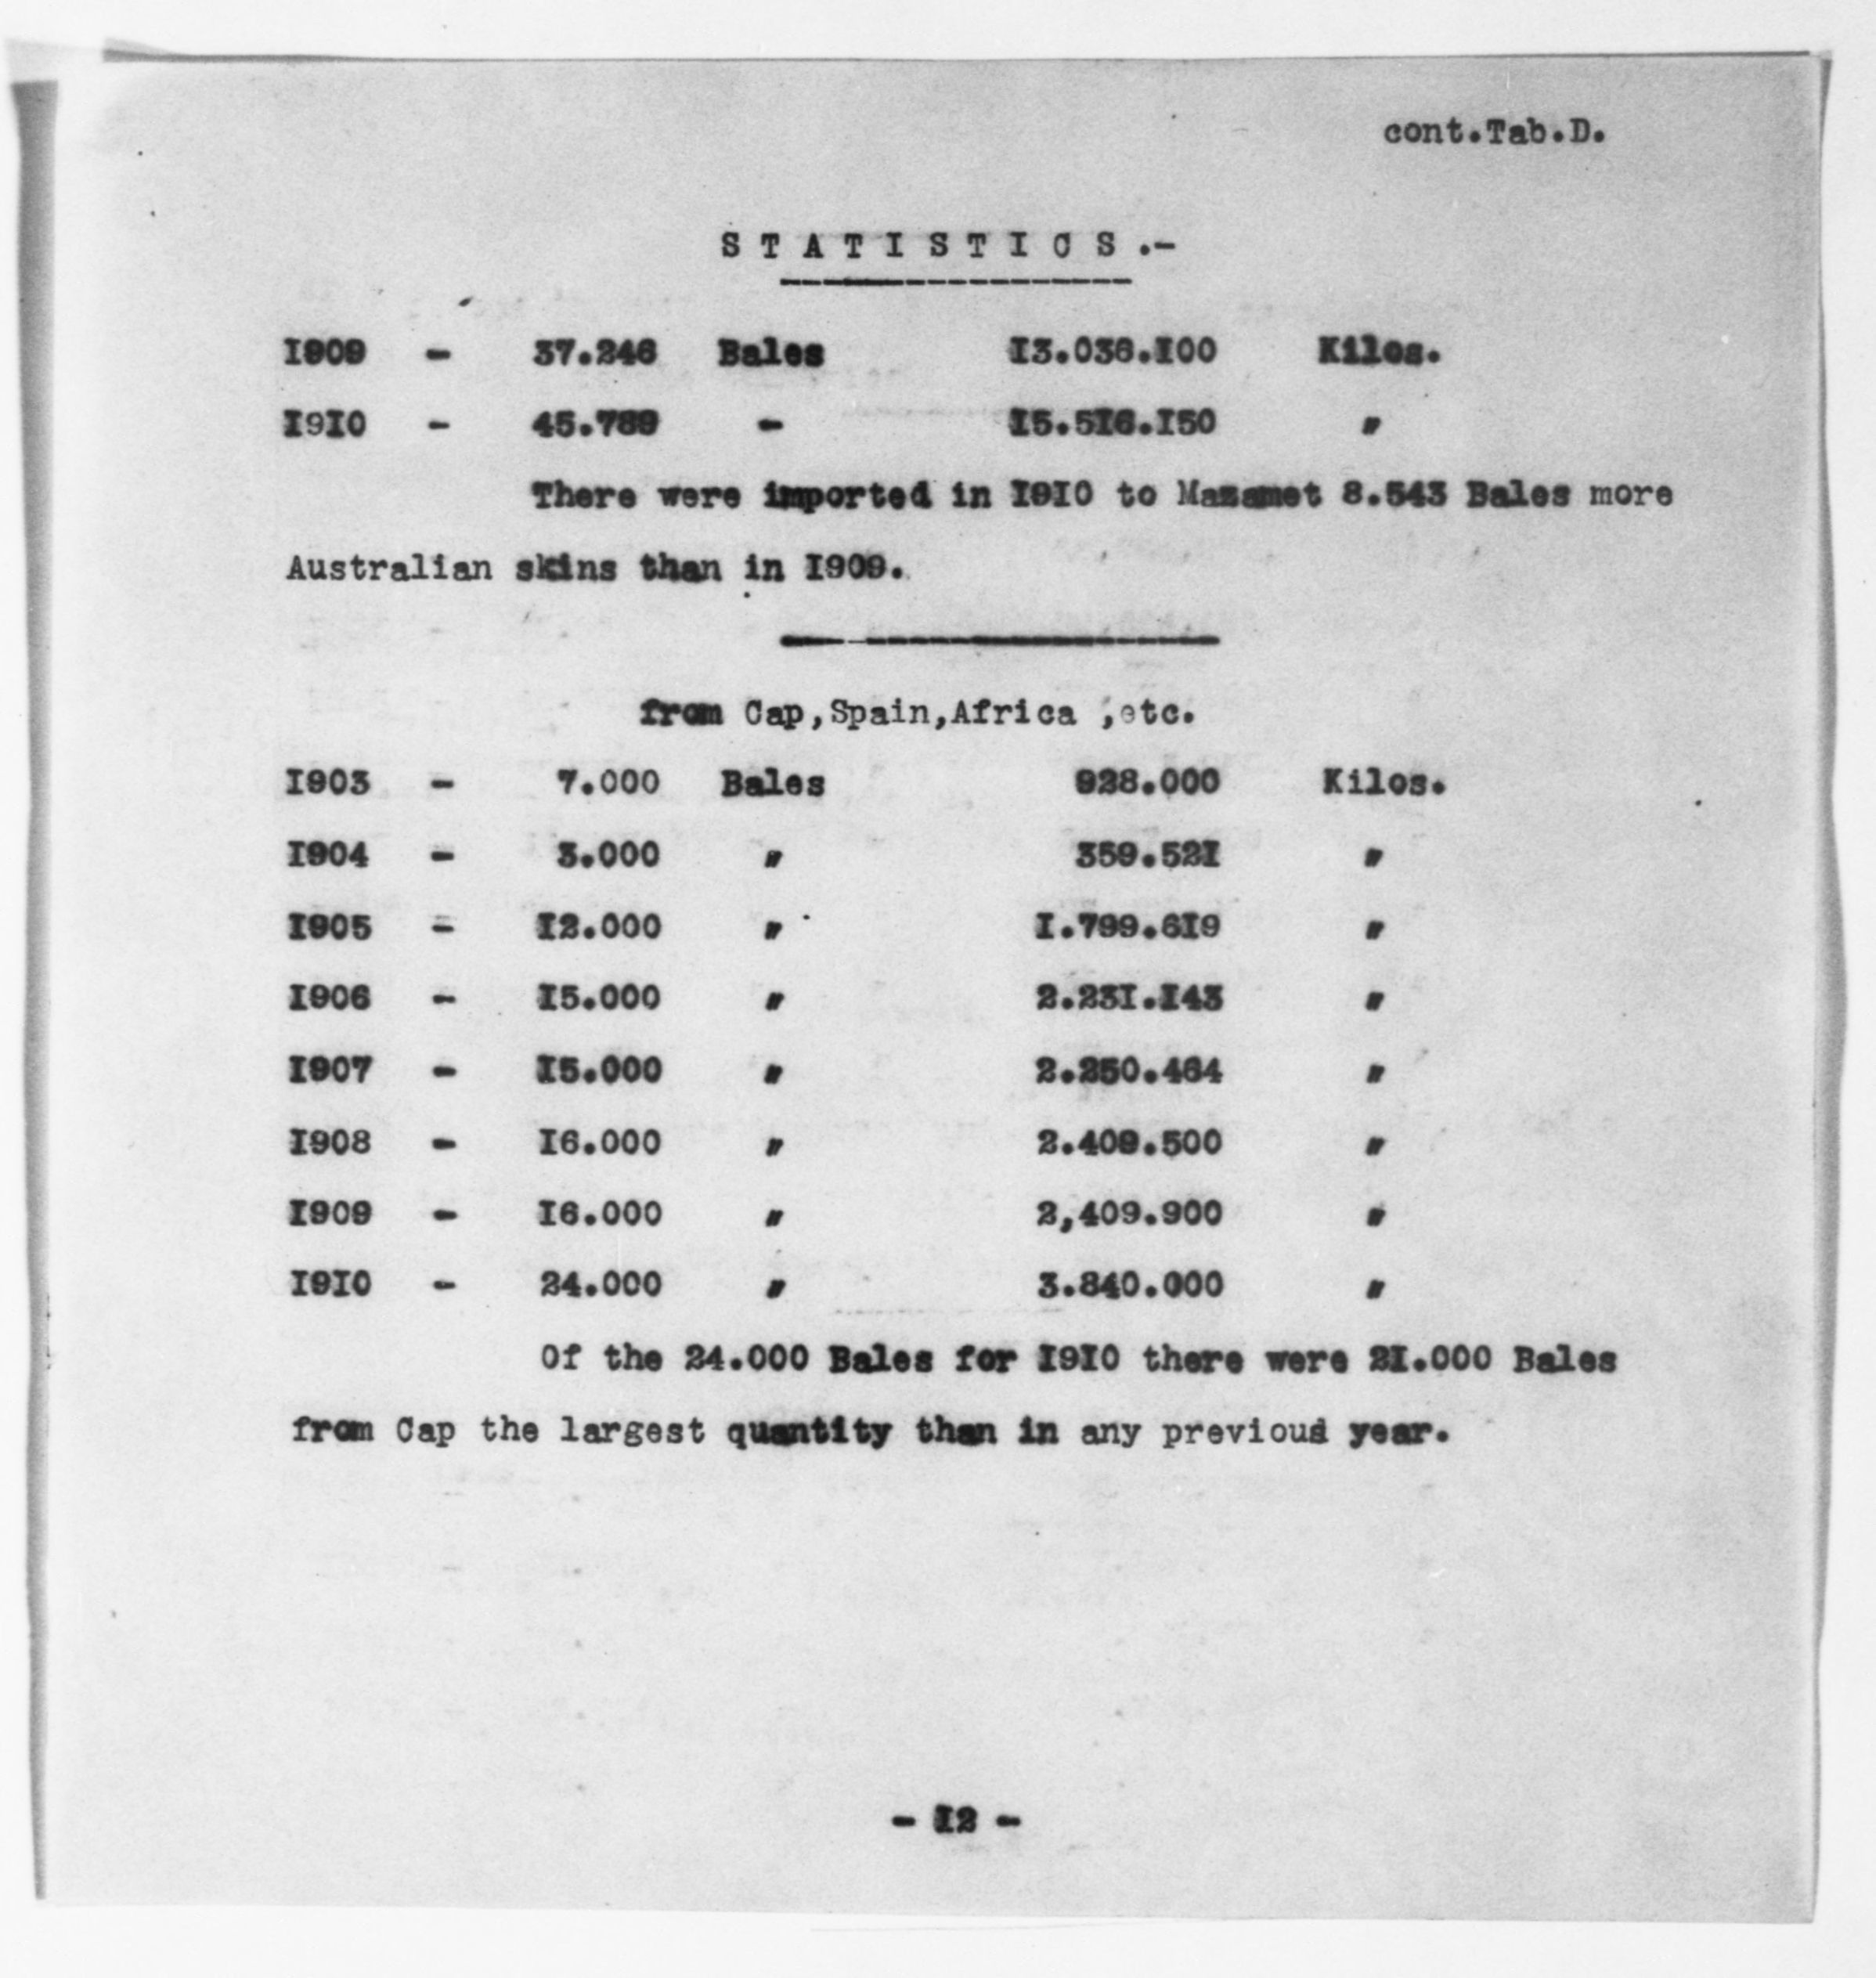 cont.Tab.D.
STATISTICS.-
1909 - 37.246 Bales 13.036.100 Kilos.
1910 - 45.789 - 15.516.150 "
There were imported in 1910 to Mazamet 8.543 Bales more
Australian skins than in 1909.
from Cap,Spain,Africa ,etc.
1903 - 7.000 Bales 928.000 Kilos.
1904 - 3.000 " 359.521 "
1905 - 12.000 " 1.799.619 "
1906 - 15.000 " 2.231.143 "
1907 - 15.000 " 2.250.464 "
1908 - 16.000 " 2.409.500 "
1909 - 16.000 " 2,409.900 "
1910 - 24.000 " 3.840.000 "
Of the 24.000 Bales for 1910 there were 21.000 Bales
from Cap the largest quantity than in any previous year.
- 12 -